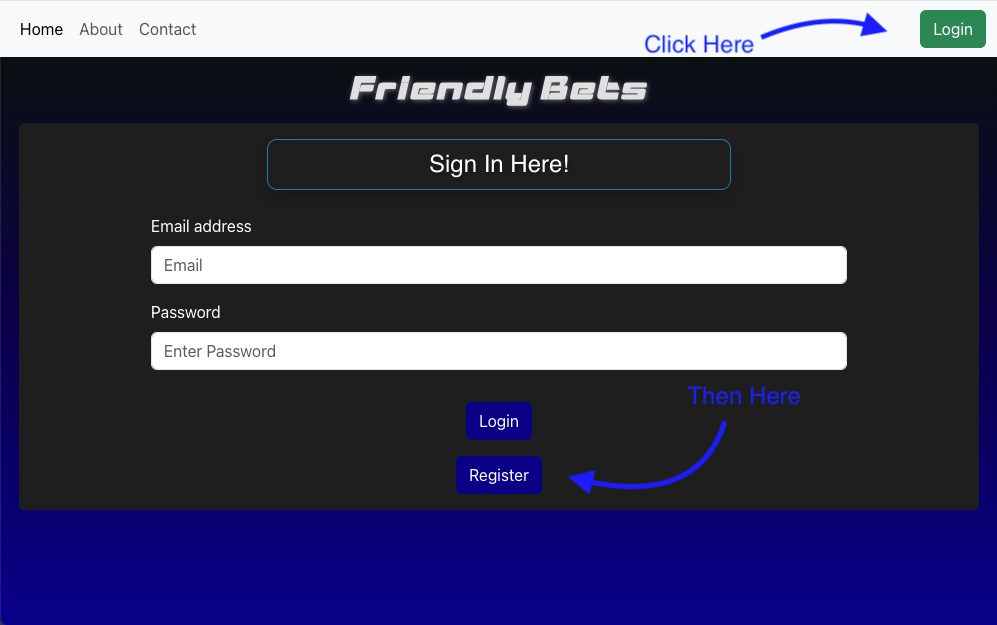 Home About Contact
Click Here
Login
Friendly Bets
Sign In Here!
Email address
Email
Password
Enter Password
Then Here
Login
Register